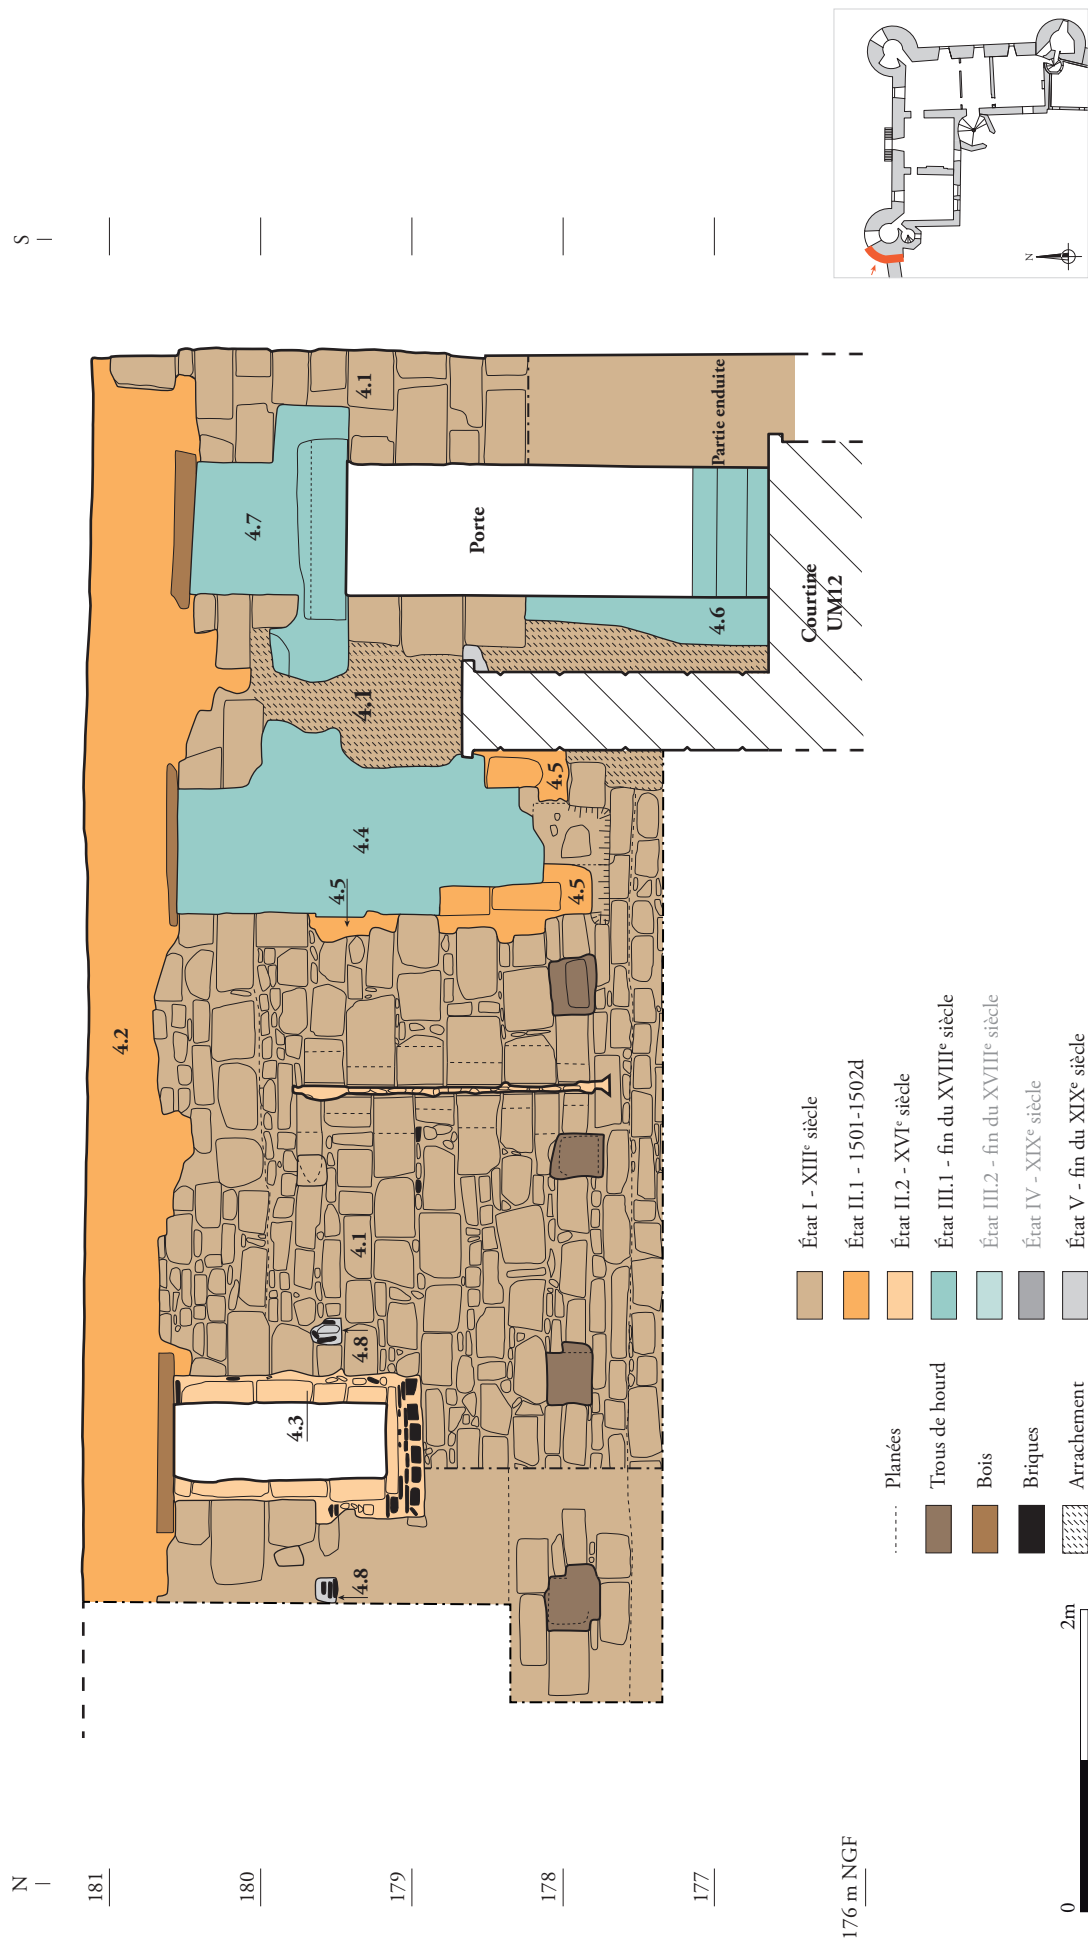 N
S
181
180
179
178
177
176 m NGF
4.2
4.7
4.1
4.4
4.5
4.1
Porte
4.3
4.8
4.1
4.8
4.5
4.5
4.6
Partie enduite
Courtine
UM12
Planées
Trous de hourd
Bois
Briques
Arrachement
État I - XIIIe siècle
État II.1 - 1501-1502d
État II.2 - XVIe siècle
État III.1 - fin du XVIIIe siècle
État III.2 - fin du XVIIIe siècle
État IV - XIXe siècle
État V - fin du XIXe siècle
0
2m
N